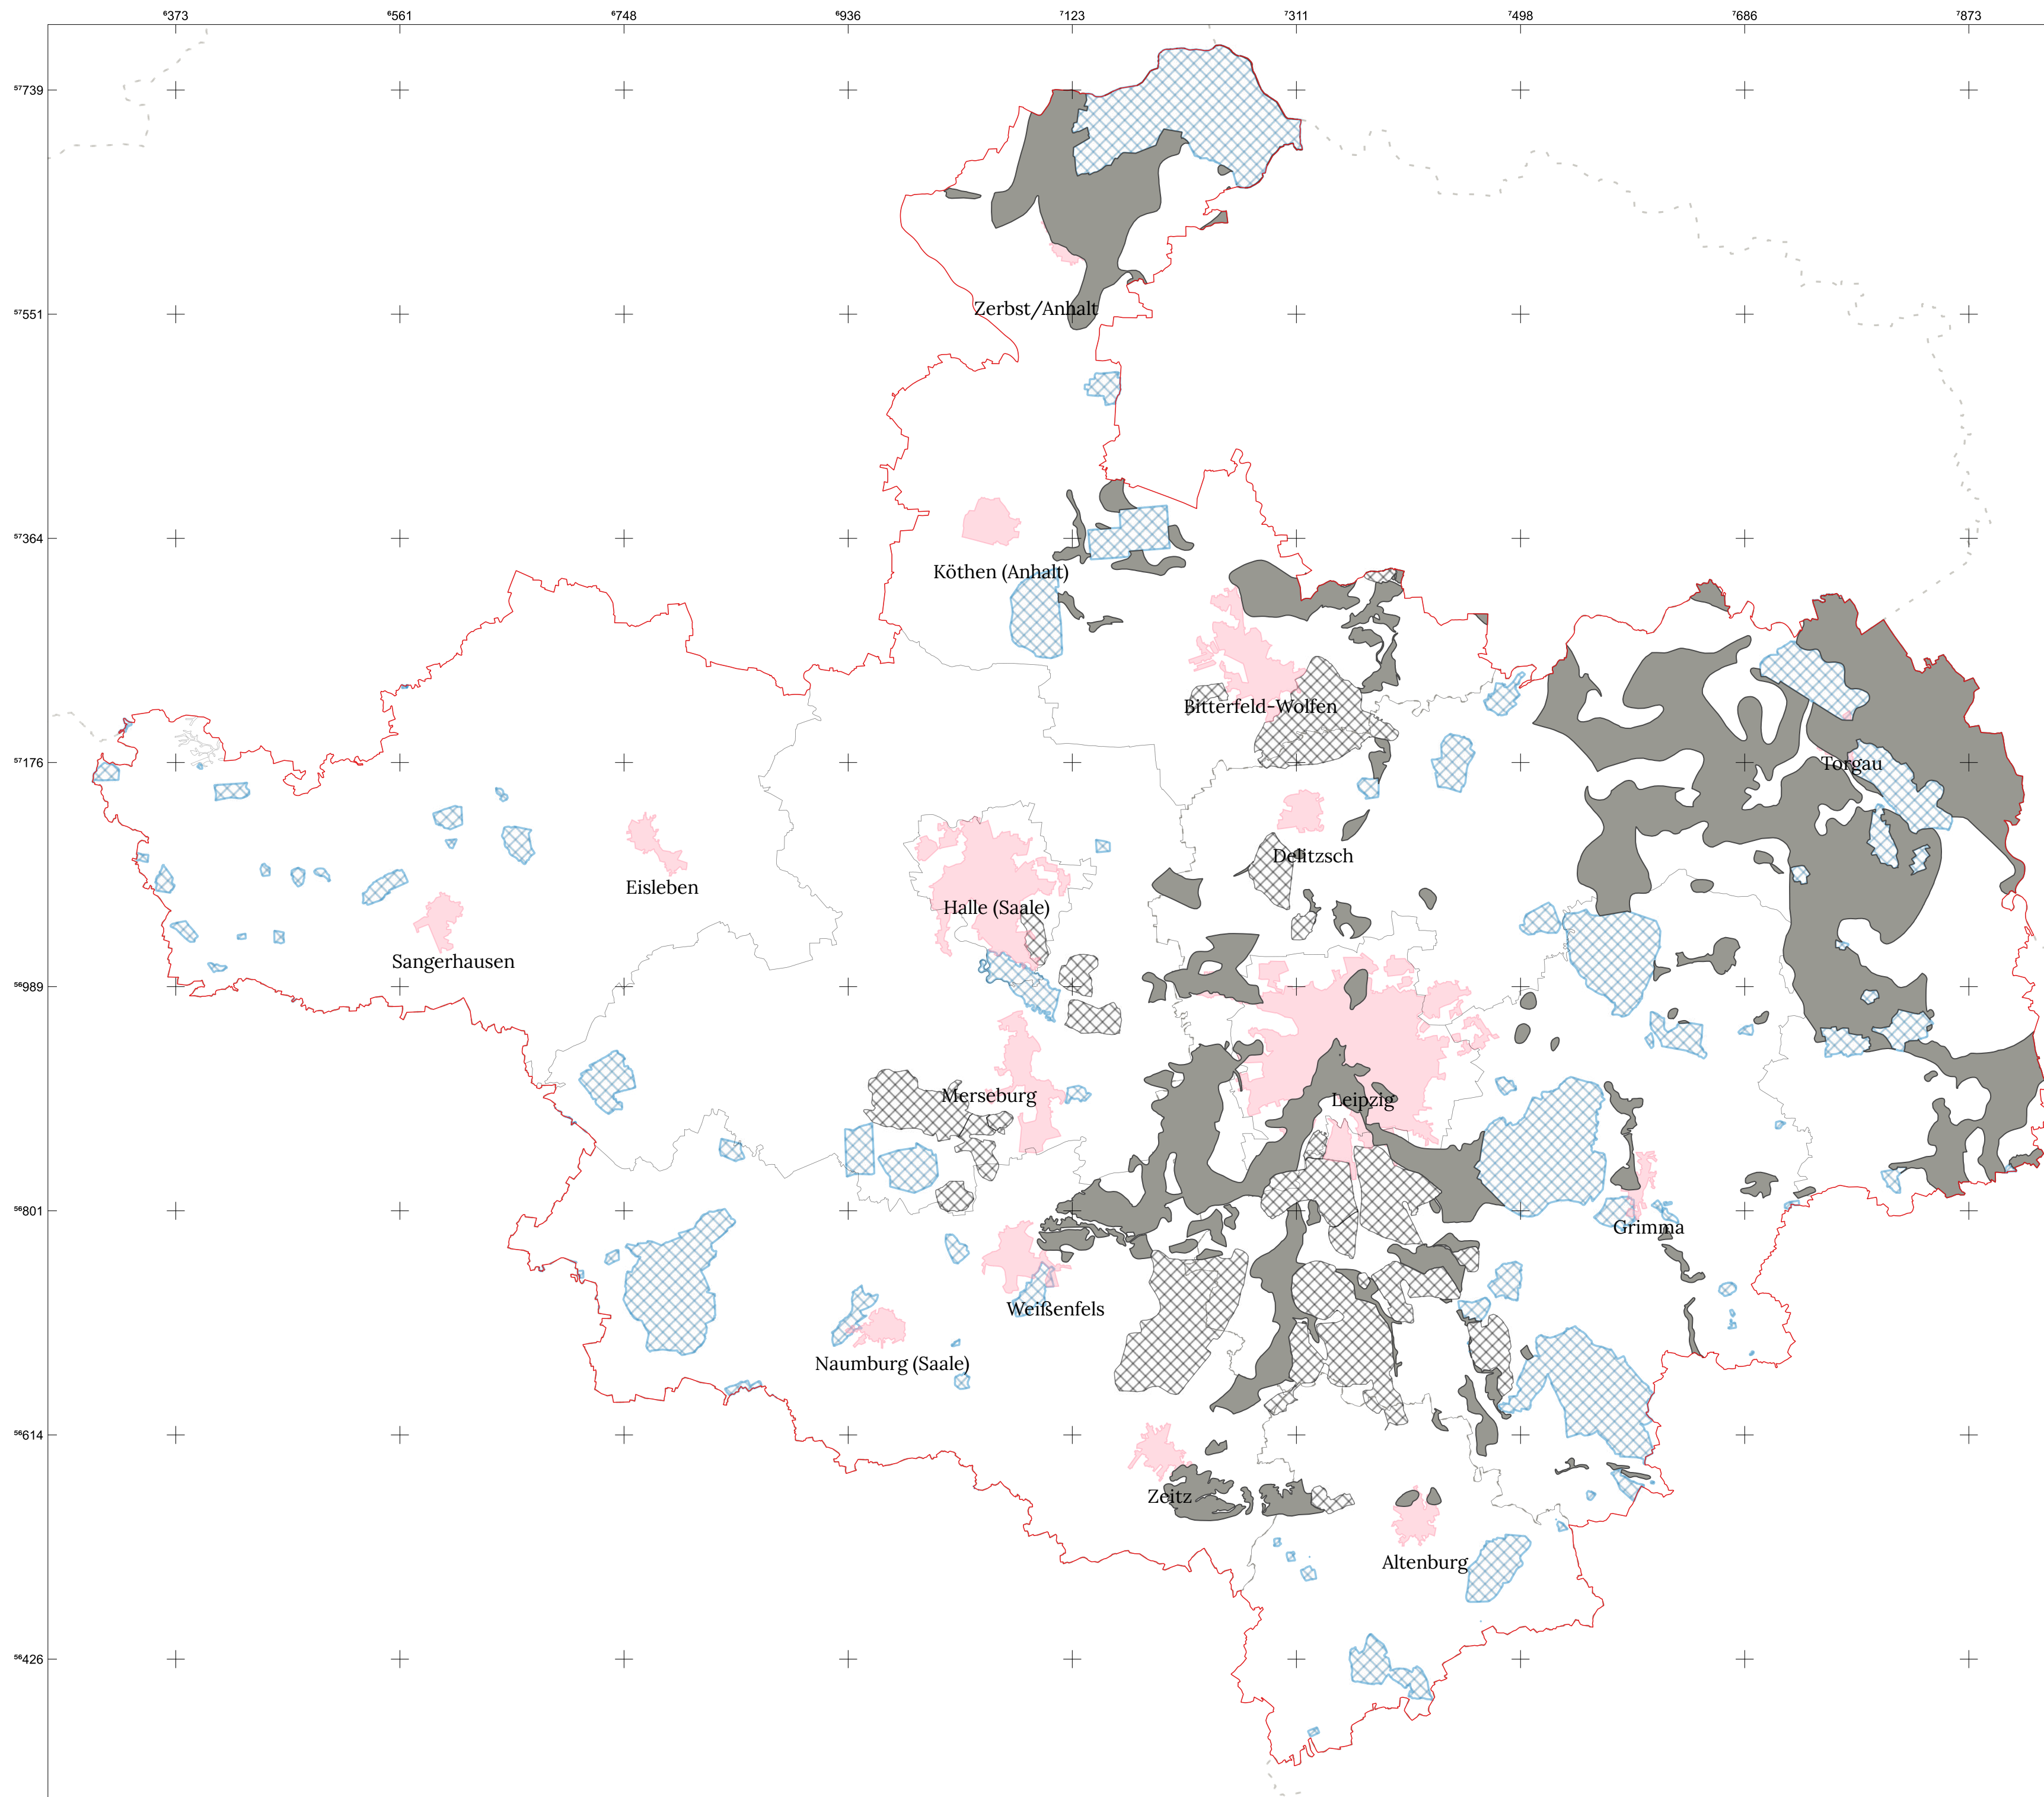 ⁶373 ⁶561 ⁶748 ⁶936 ⁷123 ⁷311 ⁷498 ⁷686 ⁷873
⁵⁷739
⁵⁷551
Zerbst/Anhalt
⁵⁷364
Köthen (Anhalt)
Bitterfeld-Wolfen
⁵⁷176
Torgau
Delitzsch
Eisleben
Halle (Saale)
Sangerhausen
⁵⁶989
Merseburg
Leipzig
⁵⁶801
Grimma
Weißenfels
Naumburg (Saale)
⁵⁶614
Zeitz
Altenburg
⁵⁶426